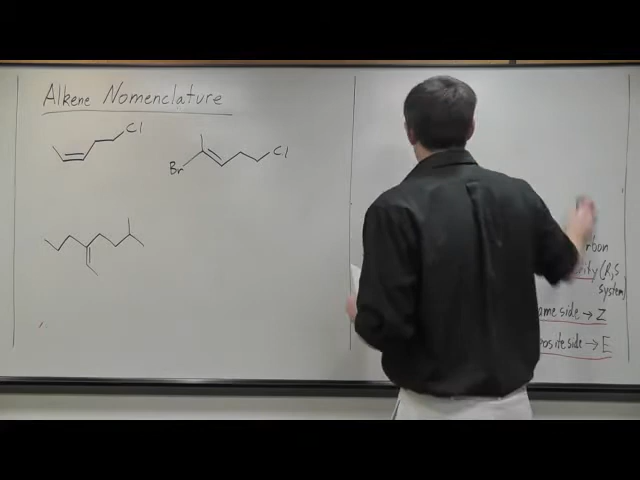 Alkene Nomenclature
Cl
Br
Cl
rbon
ity (R,S
system)
ame side → Z
posite side → E